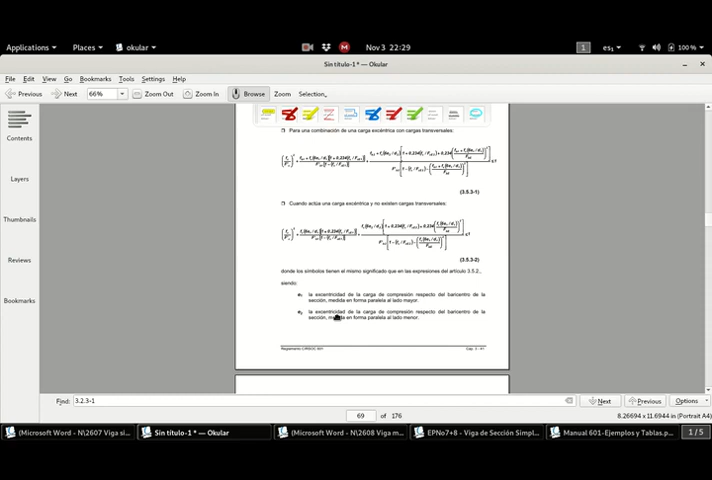 Applications Places okular Nov 3 22:29 1 es₁ 100 %
Sin título-1 * — Okular
File Edit View Go Bookmarks Tools Settings Help
Previous Next 66% Zoom Out Zoom In Browse Zoom Selection
Contents
Layers
Thumbnails
Reviews
Bookmarks
Para una combinación de una carga excéntrica con cargas transversales:
(3.5.3-1)
Cuando actúa una carga excéntrica y no existen cargas transversales:
(3.5.3-2)
donde los símbolos tienen el mismo significado que en las expresiones del artículo 3.5.2.,
siendo:
e₁ la excentricidad de la carga de compresión respecto del baricentro de la
sección, medida en forma paralela al lado mayor.
e₂ la excentricidad de la carga de compresión respecto del baricentro de la
sección, medida en forma paralela al lado menor.
Find: 3.2.3-1 Next Previous Options
69 of 176 8.26694 x 11.6944 in (Portrait A4)
(Microsoft Word - N\2607 Viga si... Sin título-1 * — Okular (Microsoft Word - N\2608 Viga m... EPNo7+8 - Viga de Sección Simpl... Manual 601-Ejemplos y Tablas.p... 1 / 5